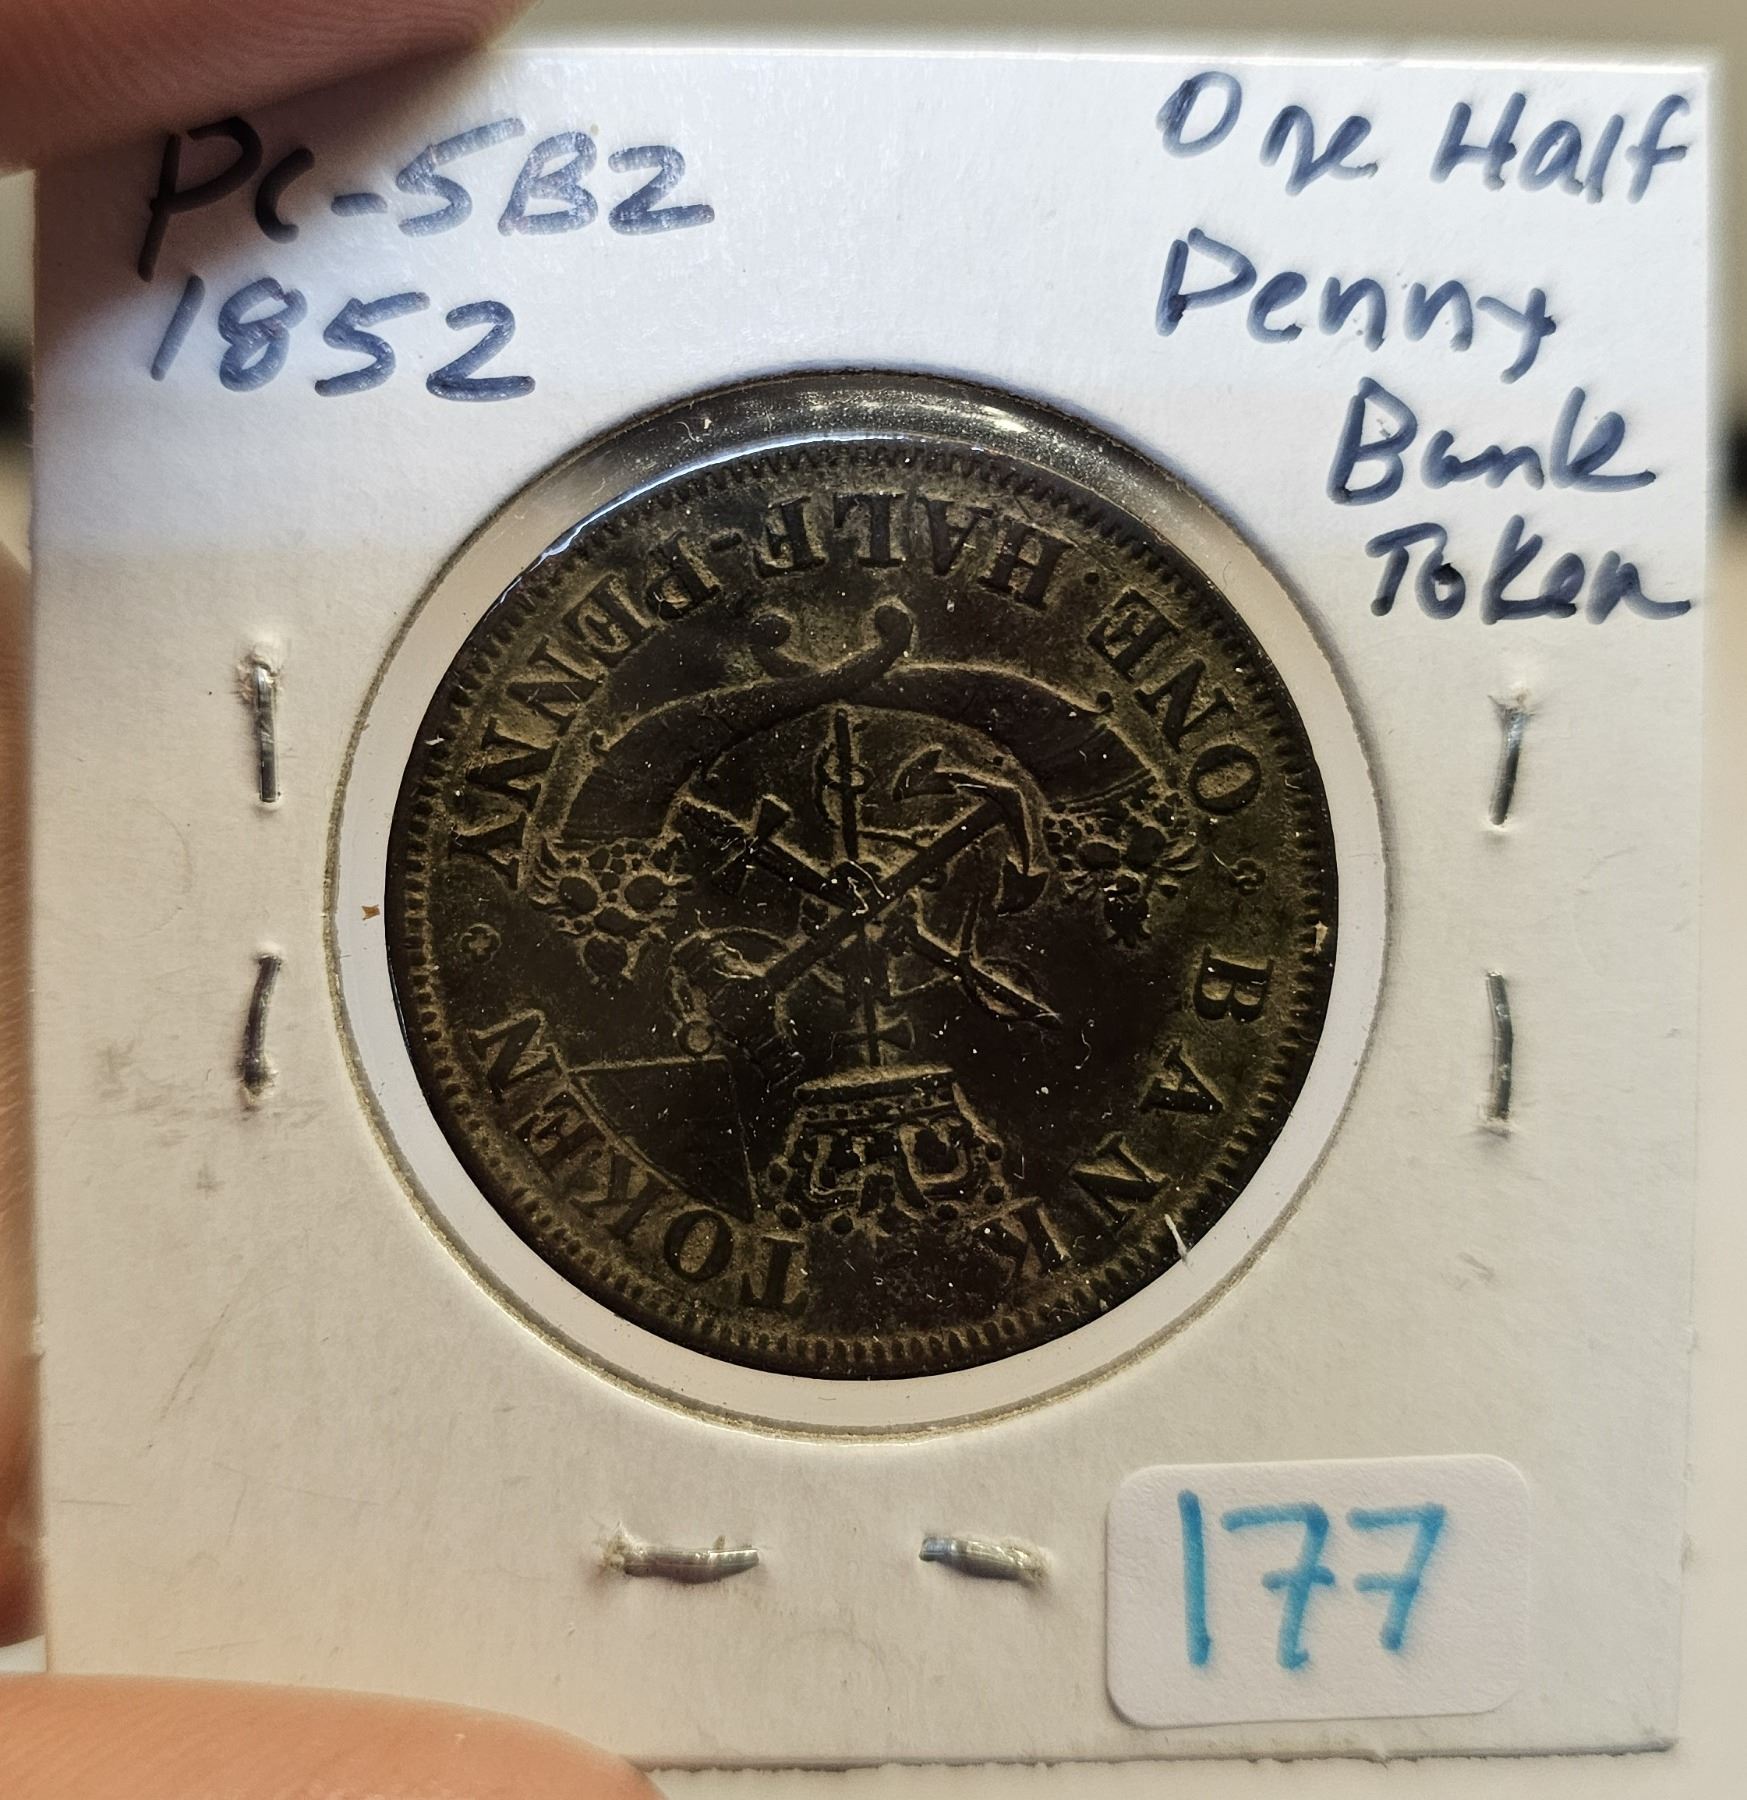 PC-5B2
1852
One Half
Penny
Bank
Token
BANK TOKEN
ONE HALF-PENNY
177